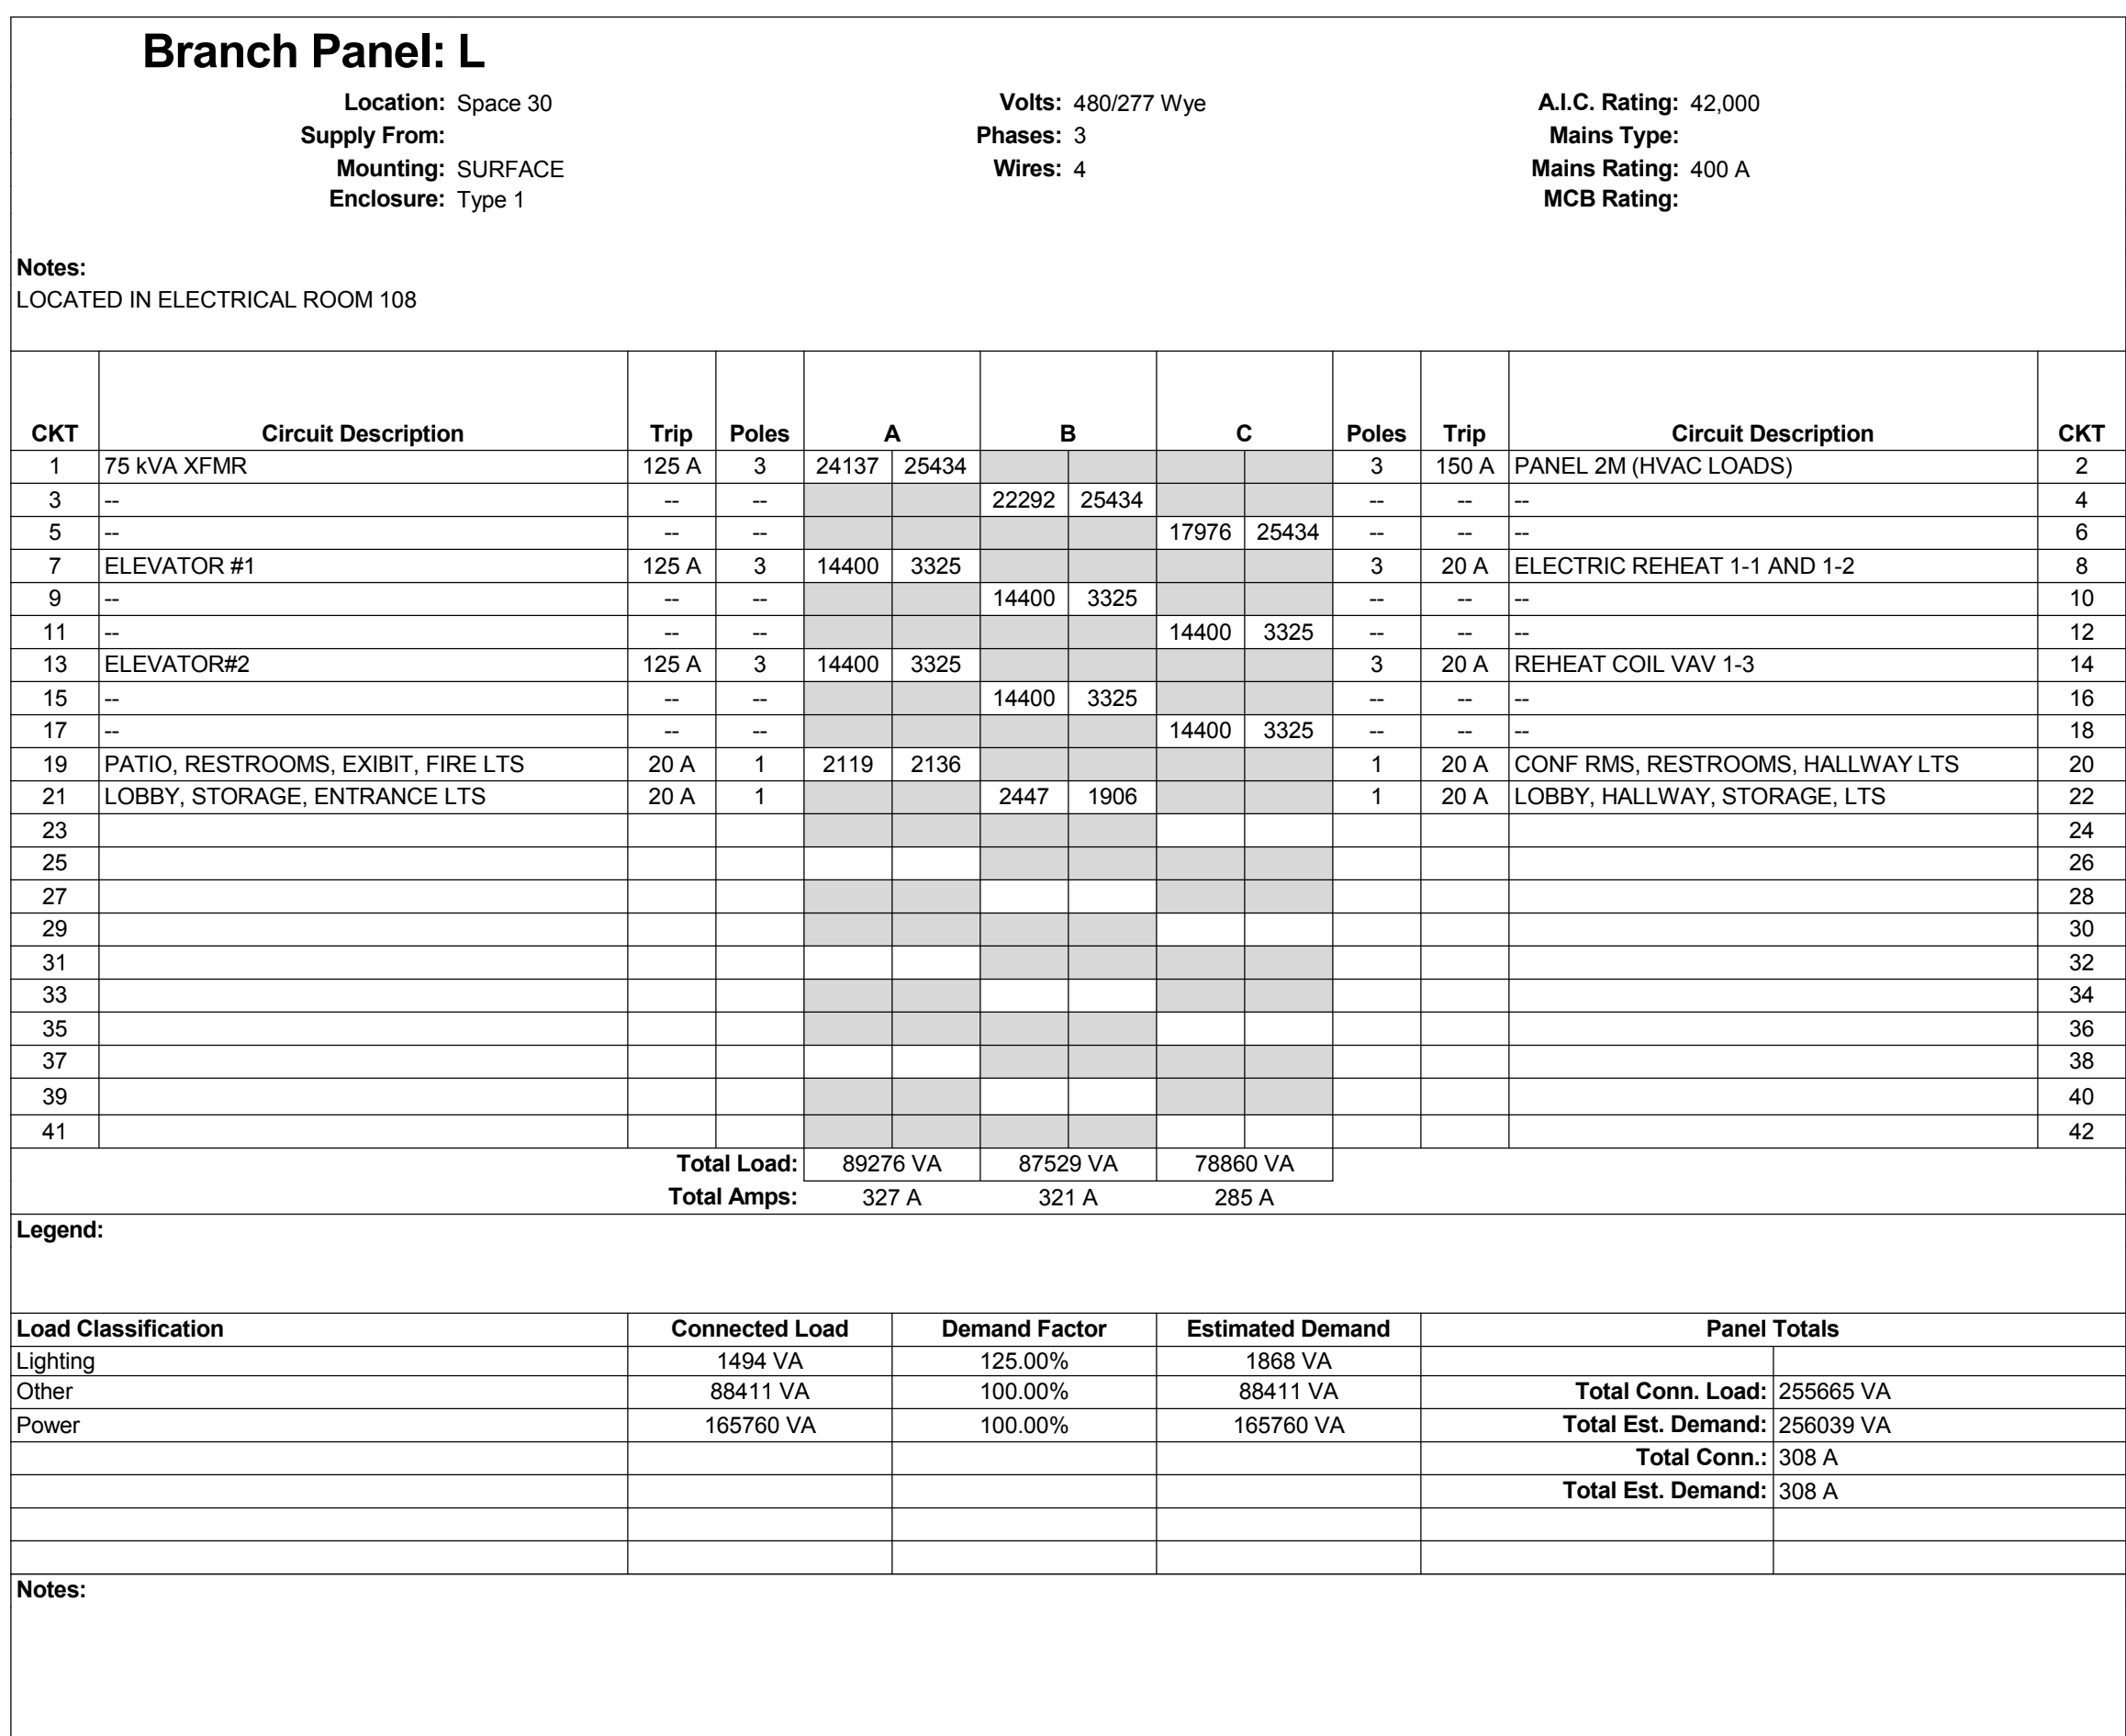 Branch Panel: L
Location: Space 30 Volts: 480/277 Wye A.I.C. Rating: 42,000
Supply From: Phases: 3 Mains Type:
Mounting: SURFACE Wires: 4 Mains Rating: 400 A
Enclosure: Type 1 MCB Rating:
Notes:
LOCATED IN ELECTRICAL ROOM 108
CKT Circuit Description Trip Poles A B C Poles Trip Circuit Description CKT
1 75 kVA XFMR 125 A 3 24137 25434 3 150 A PANEL 2M (HVAC LOADS) 2
3 -- -- -- 22292 25434 -- -- -- 4
5 -- -- -- 17976 25434 -- -- -- 6
7 ELEVATOR #1 125 A 3 14400 3325 3 20 A ELECTRIC REHEAT 1-1 AND 1-2 8
9 -- -- -- 14400 3325 -- -- -- 10
11 -- -- -- 14400 3325 -- -- -- 12
13 ELEVATOR#2 125 A 3 14400 3325 3 20 A REHEAT COIL VAV 1-3 14
15 -- -- -- 14400 3325 -- -- -- 16
17 -- -- -- 14400 3325 -- -- -- 18
19 PATIO, RESTROOMS, EXIBIT, FIRE LTS 20 A 1 2119 2136 1 20 A CONF RMS, RESTROOMS, HALLWAY LTS 20
21 LOBBY, STORAGE, ENTRANCE LTS 20 A 1 2447 1906 1 20 A LOBBY, HALLWAY, STORAGE, LTS 22
23 24
25 26
27 28
29 30
31 32
33 34
35 36
37 38
39 40
41 42
Total Load: 89276 VA 87529 VA 78860 VA
Total Amps: 327 A 321 A 285 A
Legend:
Load Classification Connected Load Demand Factor Estimated Demand Panel Totals
Lighting 1494 VA 125.00% 1868 VA
Other 88411 VA 100.00% 88411 VA Total Conn. Load: 255665 VA
Power 165760 VA 100.00% 165760 VA Total Est. Demand: 256039 VA
Total Conn.: 308 A
Total Est. Demand: 308 A
Notes: